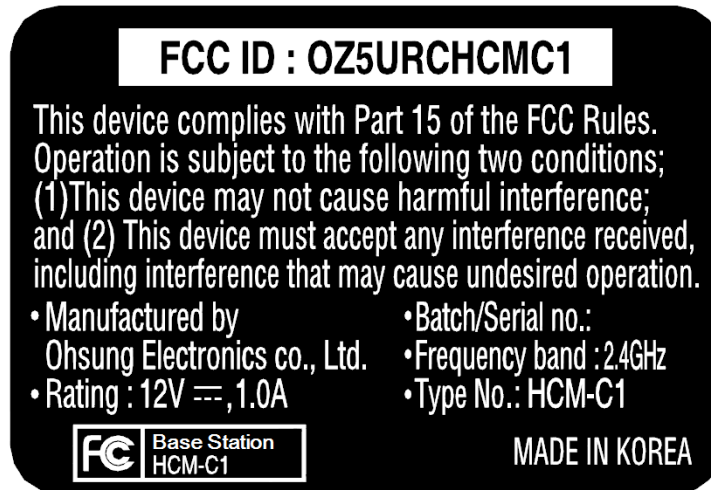 FCC ID : OZ5URCHCMC1
This device complies with Part 15 of the FCC Rules.
Operation is subject to the following two conditions;
(1)This device may not cause harmful interference;
and (2) This device must accept any interference received,
including interference that may cause undesired operation.
• Manufactured by
Ohsung Electronics co., Ltd.
• Rating : 12V ⎓, 1.0A
•Batch/Serial no.:
•Frequency band : 2.4GHz
•Type No.: HCM-C1
FC Base Station
HCM-C1
MADE IN KOREA